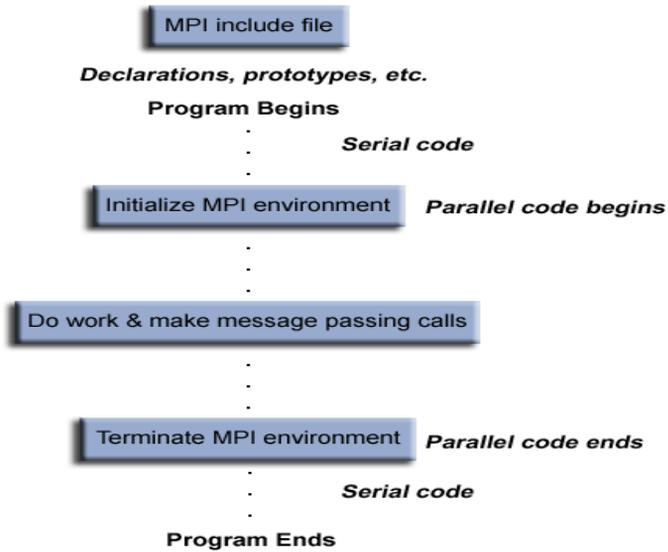 MPI include file
Declarations, prototypes, etc.
Program Begins
Serial code
Initialize MPI environment
Parallel code begins
Do work & make message passing calls
Terminate MPI environment
Parallel code ends
Serial code
Program Ends